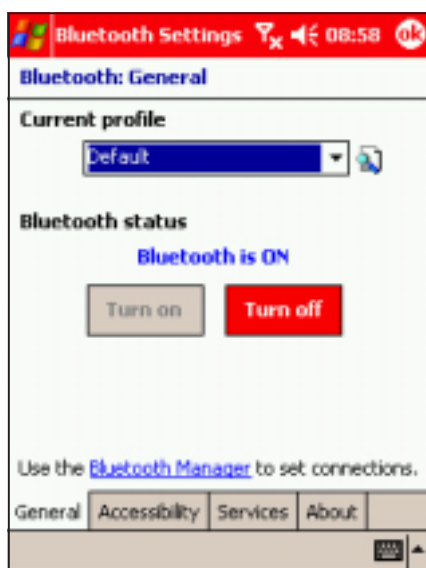 Bluetooth Settings 08:58 ok
Bluetooth: General
Current profile
Default
Bluetooth status
Bluetooth is ON
Turn on Turn off
Use the Bluetooth Manager to set connections.
General Accessibility Services About